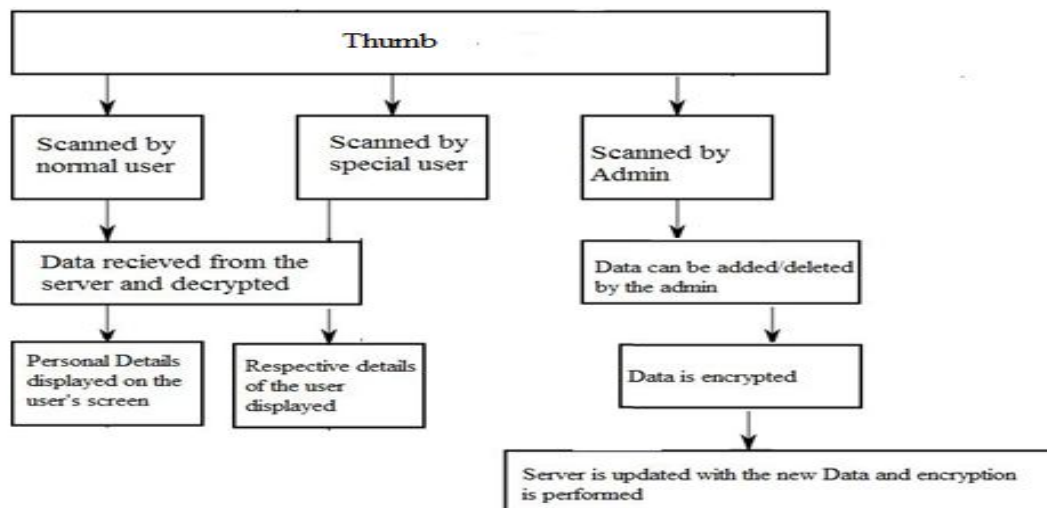 Thumb
Scanned by
normal user
Scanned by
special user
Scanned by
Admin
Data recieved from the
server and decrypted
Data can be added/deleted
by the admin
Personal Details
displayed on the
user's screen
Respective details
of the user
displayed
Data is encrypted
Server is updated with the new Data and encryption
is performed